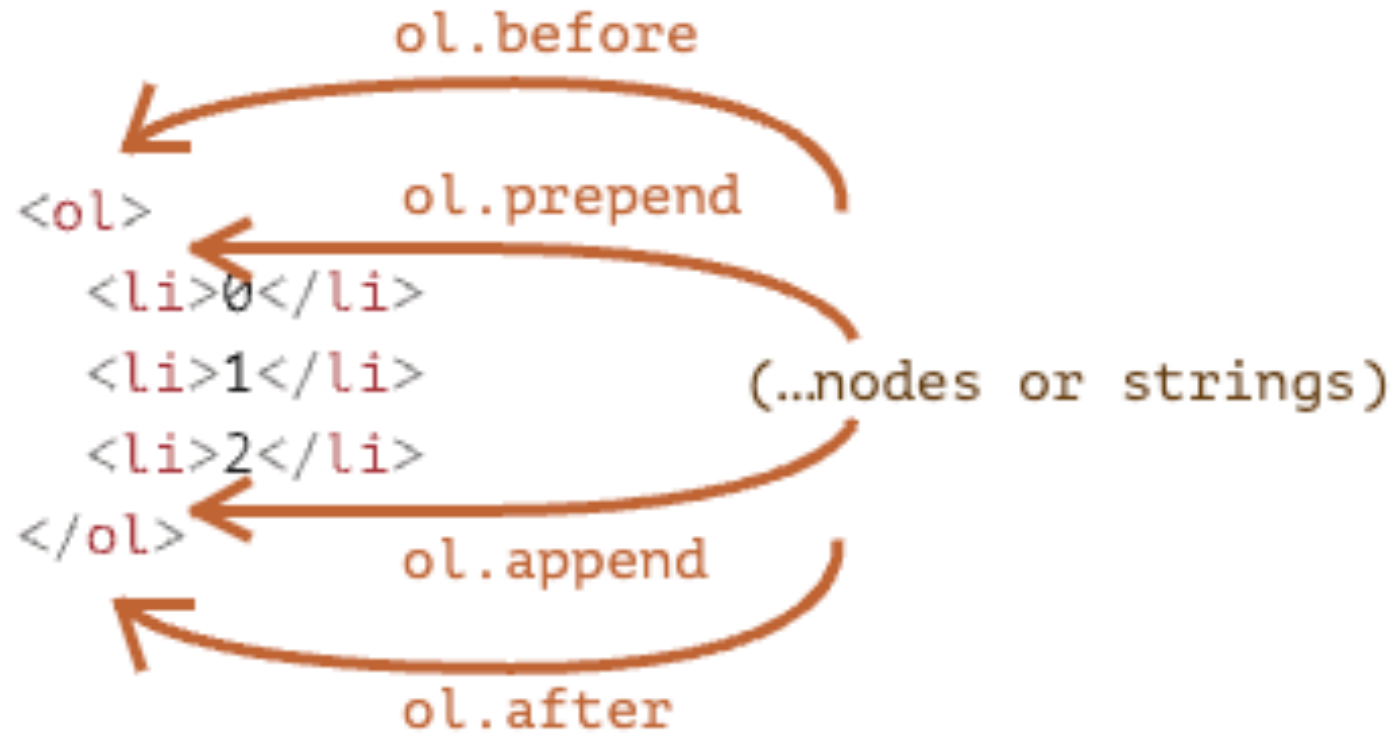 ol.before
<ol>
ol.prepend
<li>0</li>
<li>1</li>
(...nodes or strings)
<li>2</li>
</ol>
ol.append
ol.after